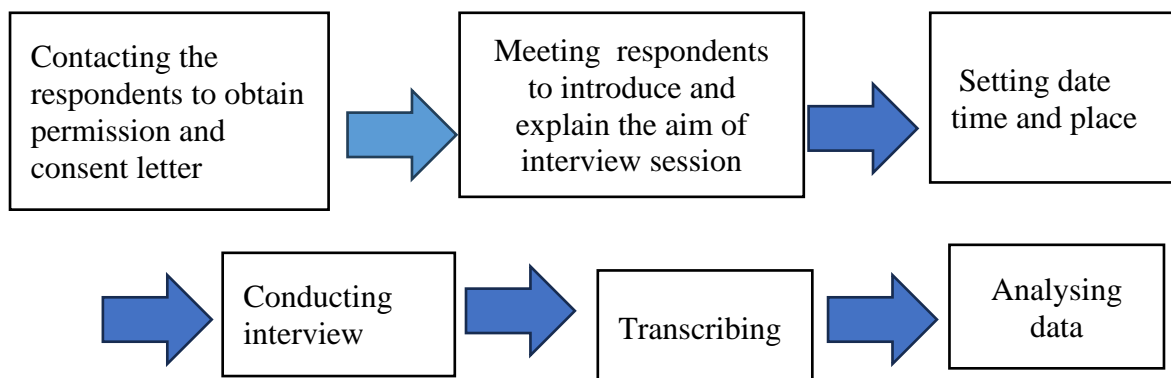 Contacting the
respondents to obtain
permission and
consent letter
Meeting respondents
to introduce and
explain the aim of
interview session
Setting date
time and place
Conducting
interview
Transcribing
Analysing
data